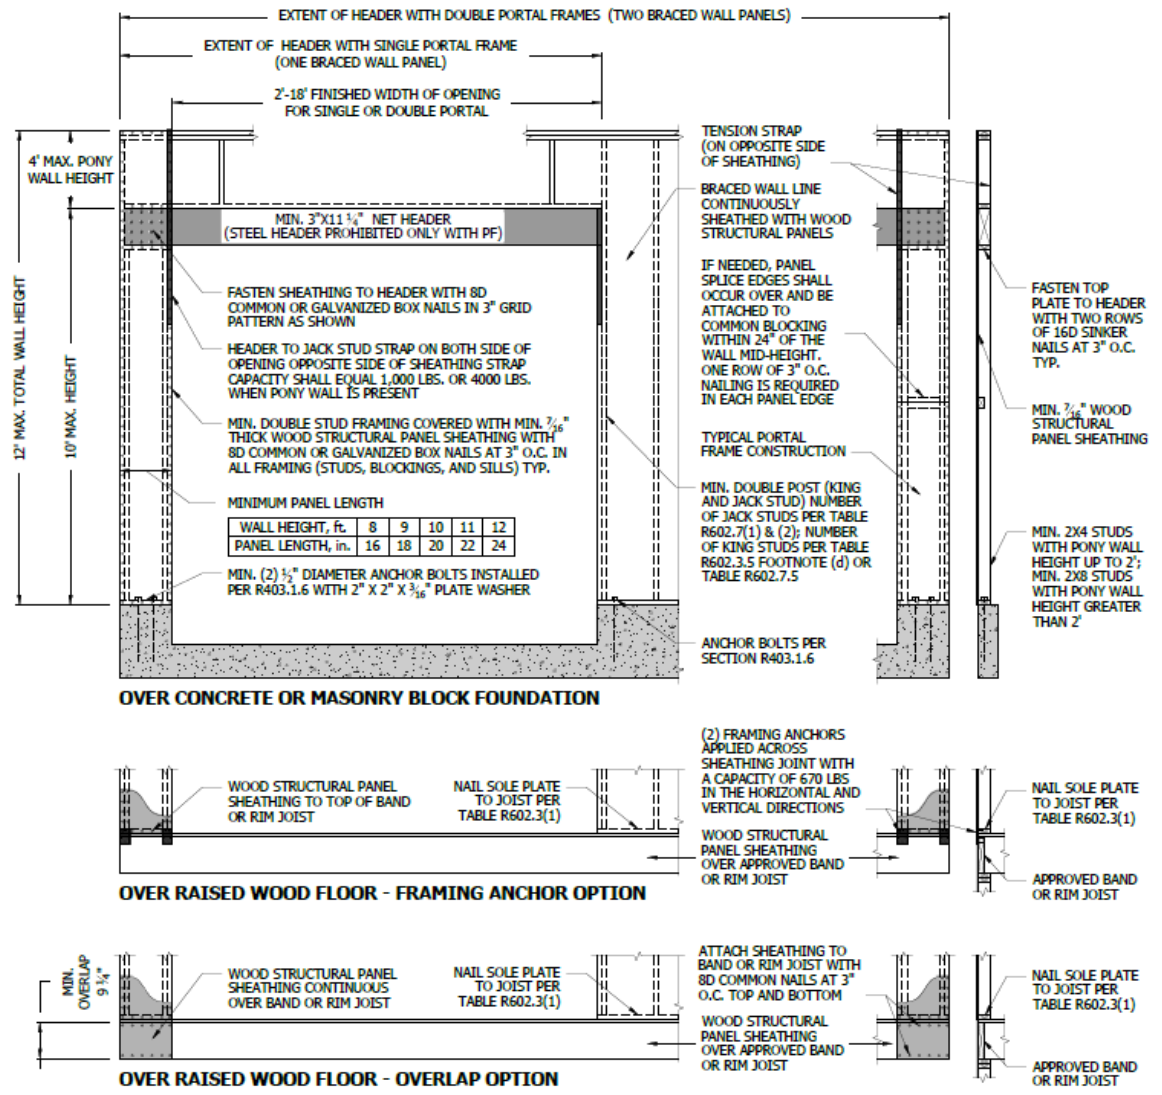 EXTENT OF HEADER WITH DOUBLE PORTAL FRAMES (TWO BRACED WALL PANELS)
EXTENT OF HEADER WITH SINGLE PORTAL FRAME
(ONE BRACED WALL PANEL)
2'-18' FINISHED WIDTH OF OPENING
FOR SINGLE OR DOUBLE PORTAL
4' MAX. PONY
WALL HEIGHT
12' MAX. TOTAL WALL HEIGHT
10' MAX. HEIGHT
MIN. 3"X11 ¼" NET HEADER
(STEEL HEADER PROHIBITED ONLY WITH PF)
FASTEN SHEATHING TO HEADER WITH 8D
COMMON OR GALVANIZED BOX NAILS IN 3" GRID
PATTERN AS SHOWN
HEADER TO JACK STUD STRAP ON BOTH SIDE OF
OPENING OPPOSITE SIDE OF SHEATHING STRAP
CAPACITY SHALL EQUAL 1,000 LBS. OR 4000 LBS.
WHEN PONY WALL IS PRESENT
MIN. DOUBLE STUD FRAMING COVERED WITH MIN. 7/16"
THICK WOOD STRUCTURAL PANEL SHEATHING WITH
8D COMMON OR GALVANIZED BOX NAILS AT 3" O.C. IN
ALL FRAMING (STUDS, BLOCKINGS, AND SILLS) TYP.
MINIMUM PANEL LENGTH
WALL HEIGHT, ft. 8 9 10 11 12
PANEL LENGTH, in. 16 18 20 22 24
MIN. (2) ½" DIAMETER ANCHOR BOLTS INSTALLED
PER R403.1.6 WITH 2" X 2" X 3/16" PLATE WASHER
TENSION STRAP
(ON OPPOSITE SIDE
OF SHEATHING)
BRACED WALL LINE
CONTINUOUSLY
SHEATHED WITH WOOD
STRUCTURAL PANELS
IF NEEDED, PANEL
SPLICE EDGES SHALL
OCCUR OVER AND BE
ATTACHED TO
COMMON BLOCKING
WITHIN 24" OF THE
WALL MID-HEIGHT.
ONE ROW OF 3" O.C.
NAILING IS REQUIRED
IN EACH PANEL EDGE
TYPICAL PORTAL
FRAME CONSTRUCTION
MIN. DOUBLE POST (KING
AND JACK STUD) NUMBER
OF JACK STUDS PER TABLE
R602.7(1) & (2); NUMBER
OF KING STUDS PER TABLE
R602.3.5 FOOTNOTE (d) OR
TABLE R602.7.5
ANCHOR BOLTS PER
SECTION R403.1.6
FASTEN TOP
PLATE TO HEADER
WITH TWO ROWS
OF 16D SINKER
NAILS AT 3" O.C.
TYP.
MIN. 7/16" WOOD
STRUCTURAL
PANEL SHEATHING
MIN. 2X4 STUDS
WITH PONY WALL
HEIGHT UP TO 2';
MIN. 2X8 STUDS
WITH PONY WALL
HEIGHT GREATER
THAN 2'
OVER CONCRETE OR MASONRY BLOCK FOUNDATION
WOOD STRUCTURAL PANEL
SHEATHING TO TOP OF BAND
OR RIM JOIST
NAIL SOLE PLATE
TO JOIST PER
TABLE R602.3(1)
(2) FRAMING ANCHORS
APPLIED ACROSS
SHEATHING JOINT WITH
A CAPACITY OF 670 LBS
IN THE HORIZONTAL AND
VERTICAL DIRECTIONS
WOOD STRUCTURAL
PANEL SHEATHING
OVER APPROVED BAND
OR RIM JOIST
NAIL SOLE PLATE
TO JOIST PER
TABLE R602.3(1)
APPROVED BAND
OR RIM JOIST
OVER RAISED WOOD FLOOR - FRAMING ANCHOR OPTION
MIN.
OVERLAP
9 ¼"
WOOD STRUCTURAL PANEL
SHEATHING CONTINUOUS
OVER BAND OR RIM JOIST
NAIL SOLE PLATE
TO JOIST PER
TABLE R602.3(1)
ATTACH SHEATHING TO
BAND OR RIM JOIST WITH
8D COMMON NAILS AT 3"
O.C. TOP AND BOTTOM
WOOD STRUCTURAL
PANEL SHEATHING
OVER APPROVED BAND
OR RIM JOIST
NAIL SOLE PLATE
TO JOIST PER
TABLE R602.3(1)
APPROVED BAND
OR RIM JOIST
OVER RAISED WOOD FLOOR - OVERLAP OPTION